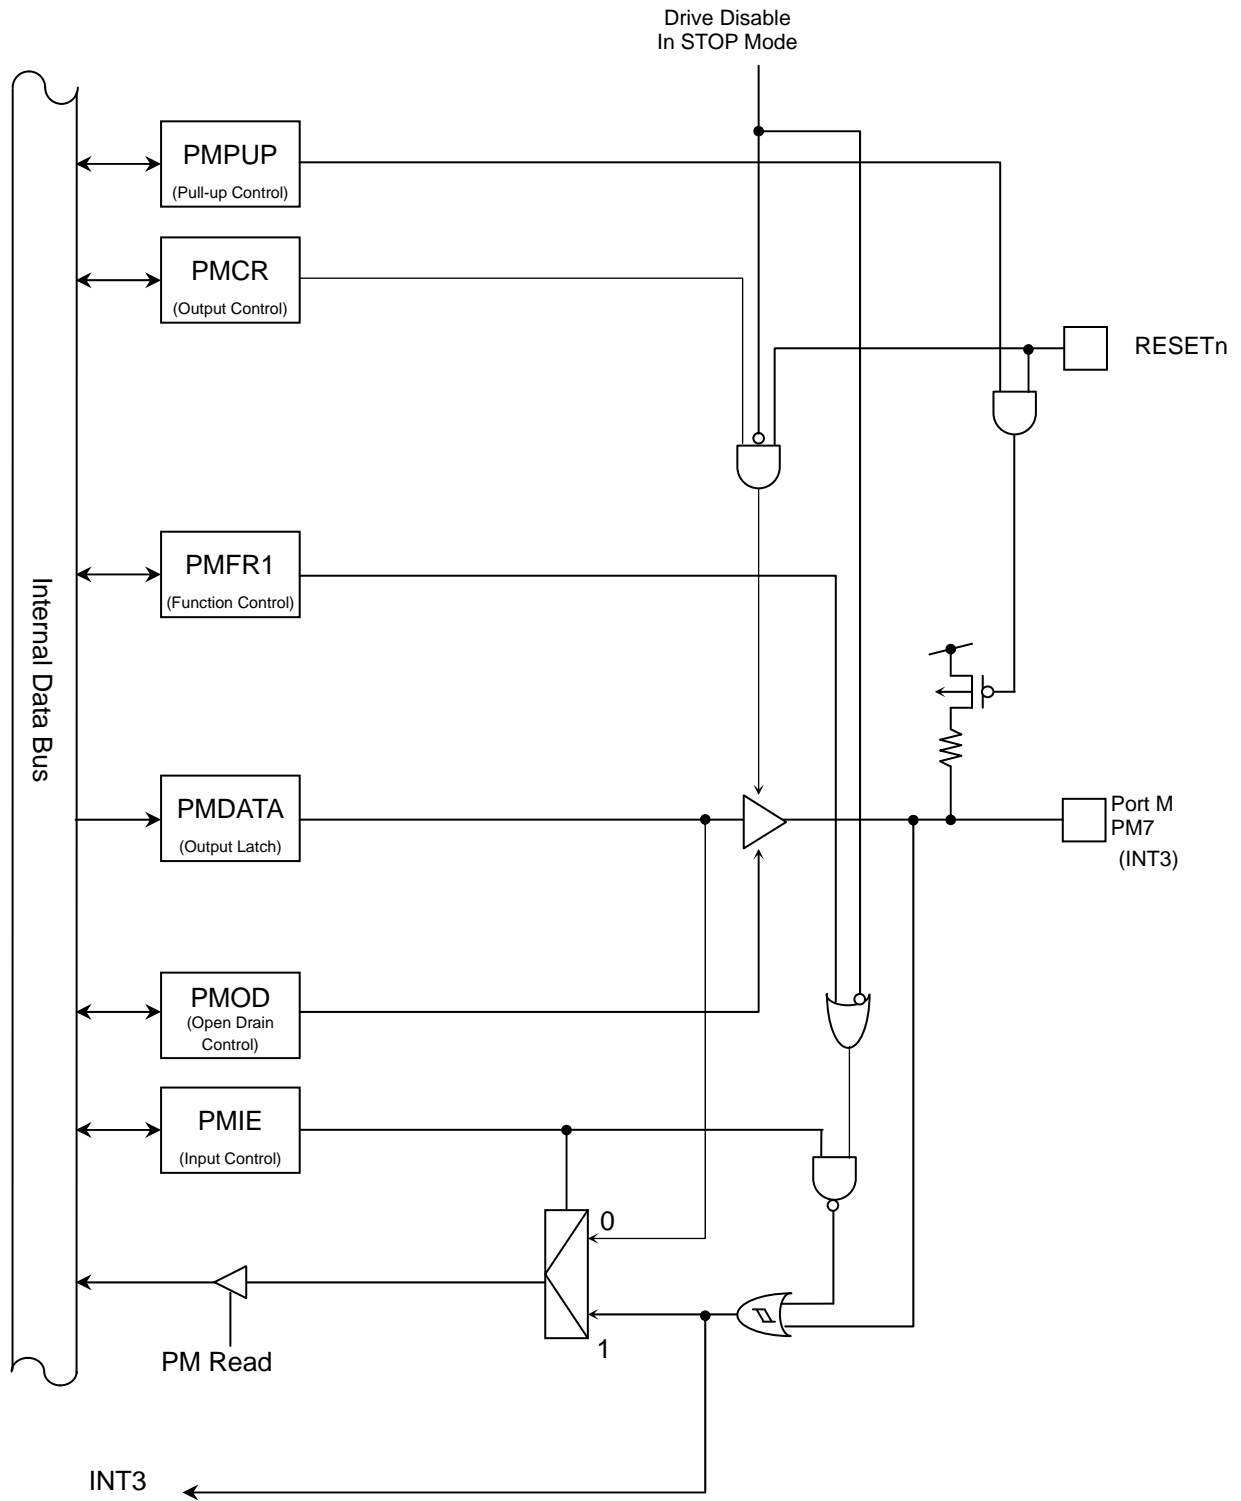 Drive Disable
In STOP Mode
PMPUP
(Pull-up Control)
PMCR
(Output Control)
RESETn
PMFR1
(Function Control)
Internal Data Bus
PMDATA
(Output Latch)
Port M
PM7
(INT3)
PMOD
(Open Drain
Control)
PMIE
(Input Control)
0
1
PM Read
INT3